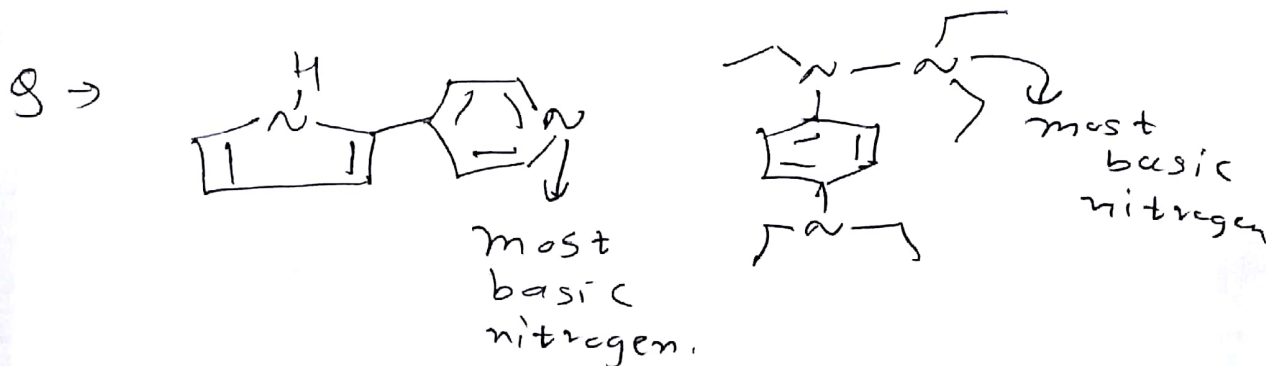 Q →
H
N
N
most
basic
nitrogen.
N — N
N
most
basic
nitrogen